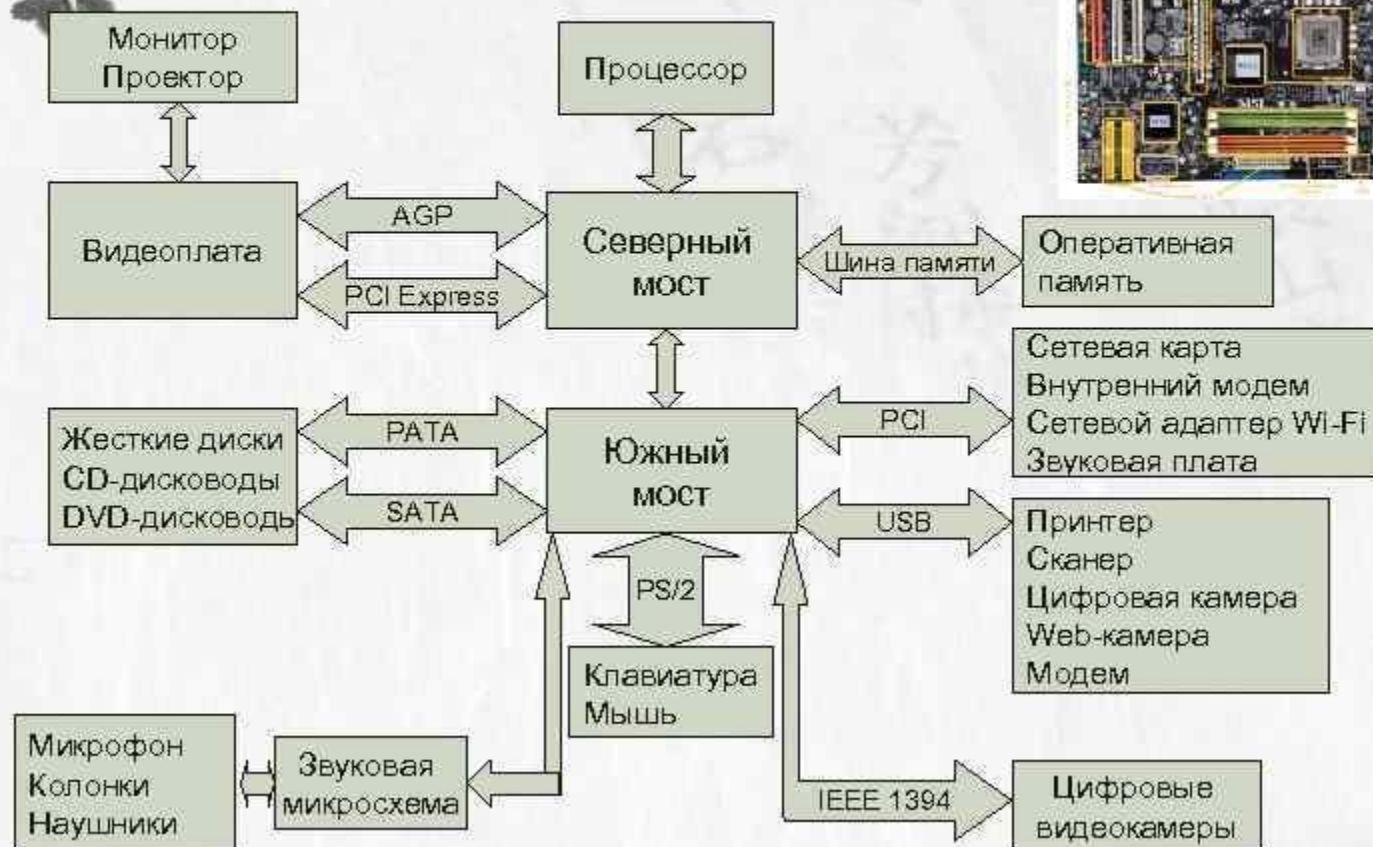 Монитор
Проектор
Процессор
Видеоплата
AGP
PCI Express
Северный
мост
Шина памяти
Оперативная
память
Жесткие диски
CD-дисководы
DVD-дисководы
PATA
SATA
Южный
мост
PCI
Сетевая карта
Внутренний модем
Сетевой адаптер Wi-Fi
Звуковая плата
USB
Принтер
Сканер
Цифровая камера
Web-камера
Модем
PS/2
Клавиатура
Мышь
Микрофон
Колонки
Наушники
Звуковая
микросхема
IEEE 1394
Цифровые
видеокамеры